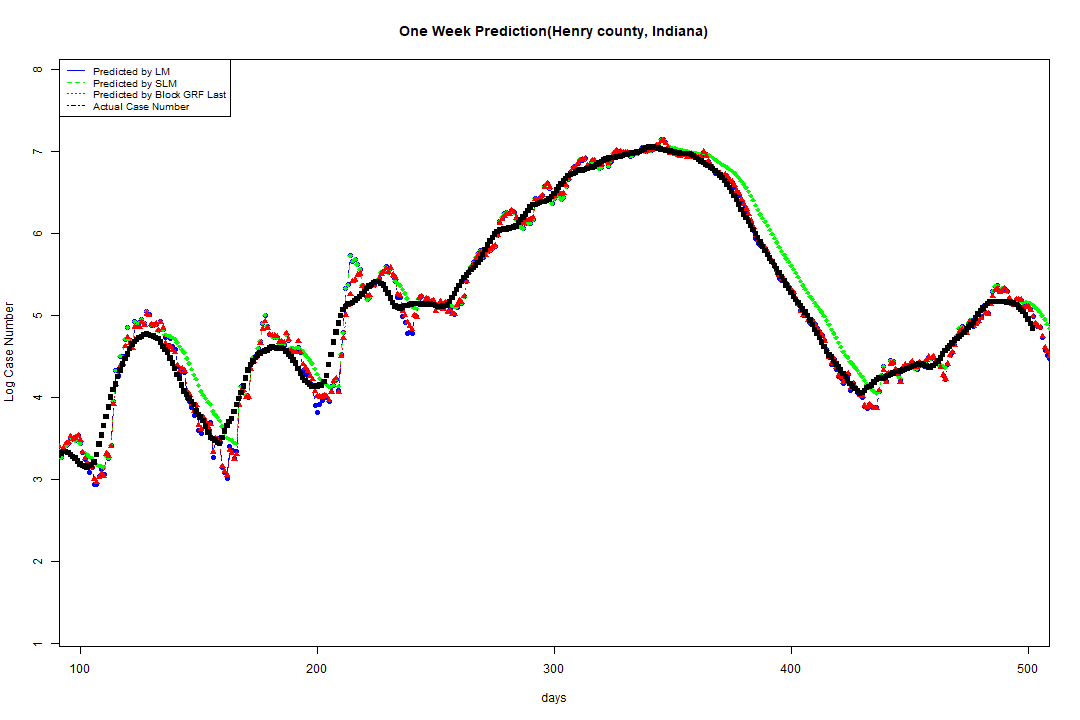 One Week Prediction(Henry county, Indiana)
Predicted by LM
Predicted by SLM
Predicted by Block GRF Last
Actual Case Number
8
7
6
5
4
3
2
1
Log Case Number
100 200 300 400 500
days